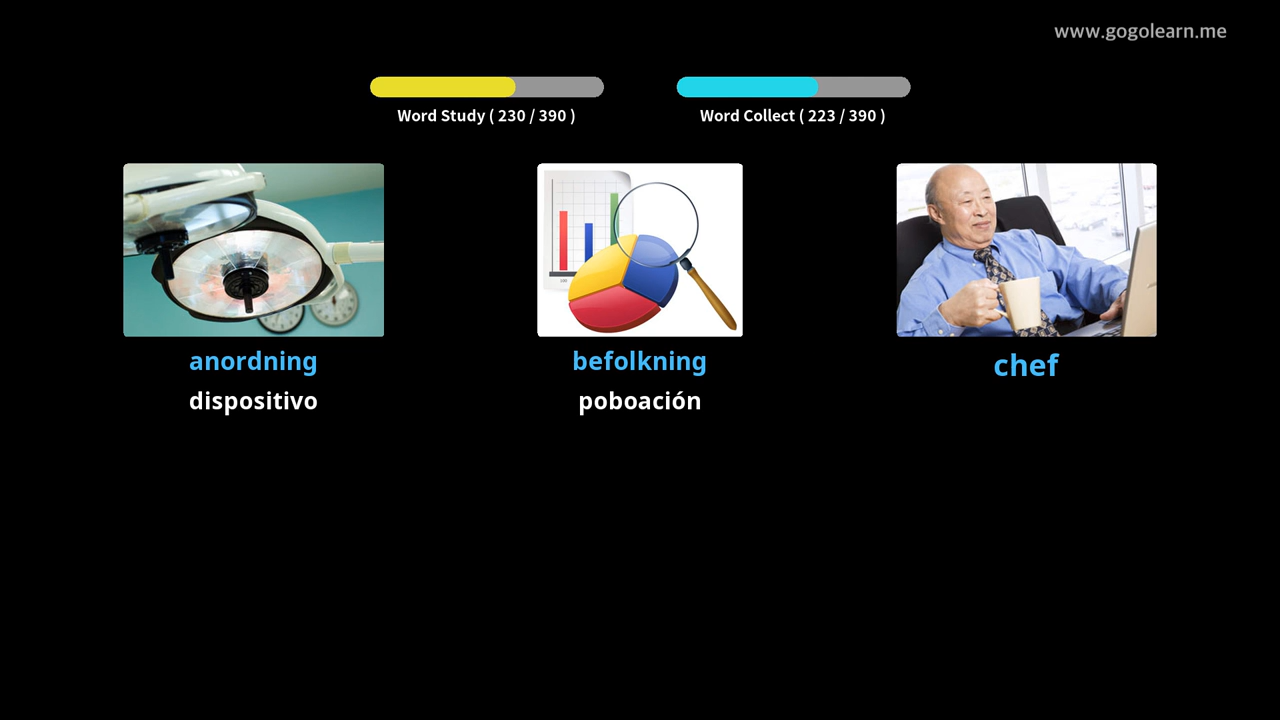 www.gogolearn.me
Word Study ( 230 / 390 )
Word Collect ( 223 / 390 )
anordning
dispositivo
befolkning
poboación
chef